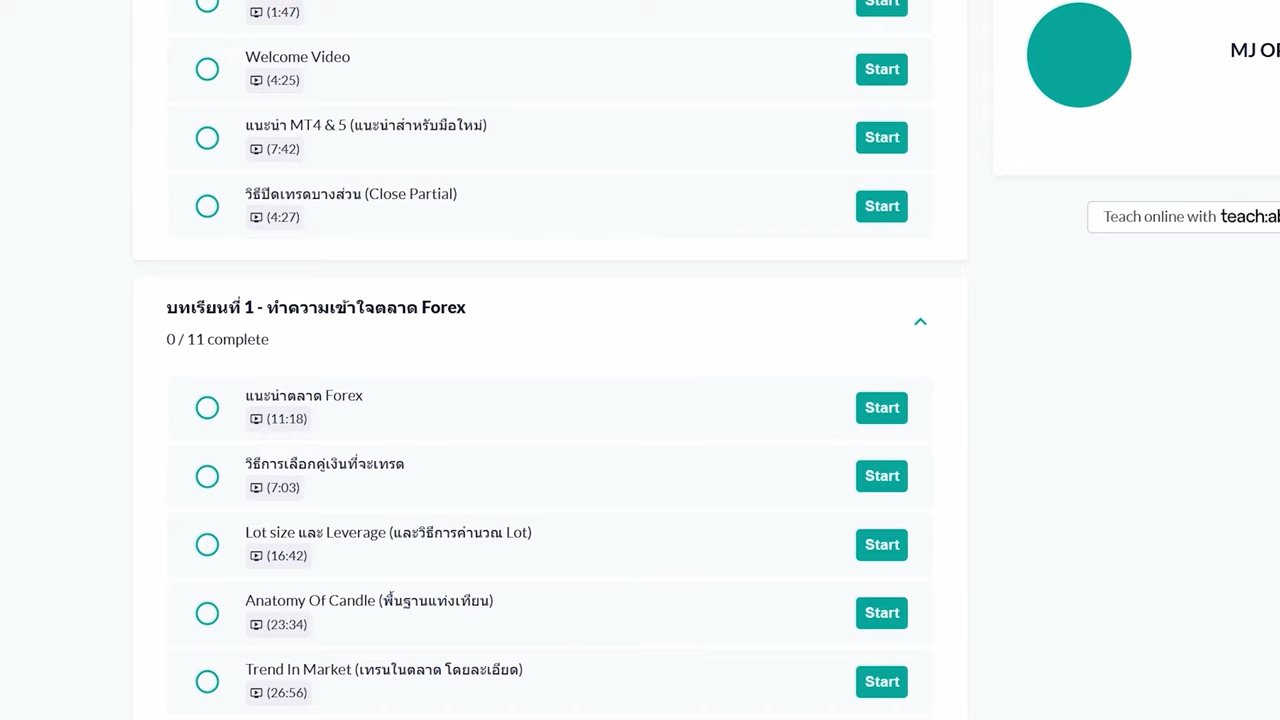 (1:47)
Start
Welcome Video
(4:25)
Start
แนะนำ MT4 & 5 (แนะนำสำหรับมือใหม่)
(7:42)
Start
วิธีปิดเทรดบางส่วน (Close Partial)
(4:27)
Start
บทเรียนที่ 1 - ทำความเข้าใจตลาด Forex
0 / 11 complete
แนะนำตลาด Forex
(11:18)
Start
วิธีการเลือกคู่เงินที่จะเทรด
(7:03)
Start
Lot size และ Leverage (และวิธีการคำนวณ Lot)
(16:42)
Start
Anatomy Of Candle (พื้นฐานแท่งเทียน)
(23:34)
Start
Trend In Market (เทรนในตลาด โดยละเอียด)
(26:56)
Start
MJ
Teach online with